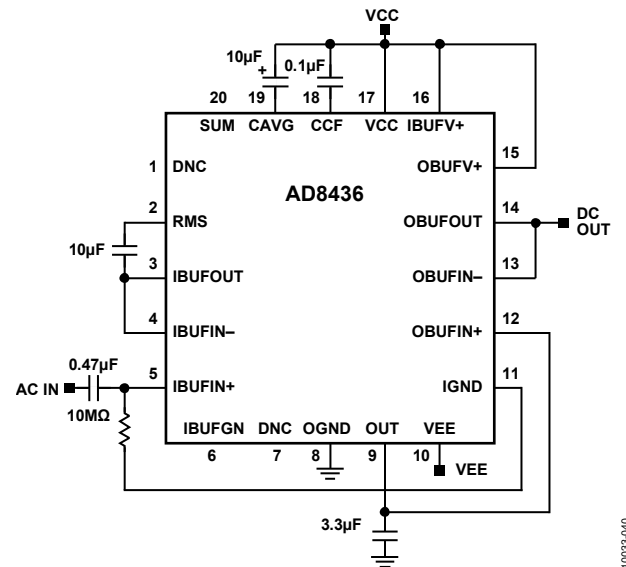 VCC
10µF
+
0.1µF
20 19 18 17 16
SUM CAVG CCF VCC IBUFV+
OBUFV+ 15
1 DNC
AD8436
2 RMS
OBUFOUT 14
DC
OUT
10µF
3 IBUFOUT
OBUFIN– 13
4 IBUFIN–
OBUFIN+ 12
0.47µF
AC IN
5 IBUFIN+
IGND 11
10MΩ
IBUFGN DNC OGND OUT VEE
6 7 8 9 10
VEE
3.3µF
10033-049